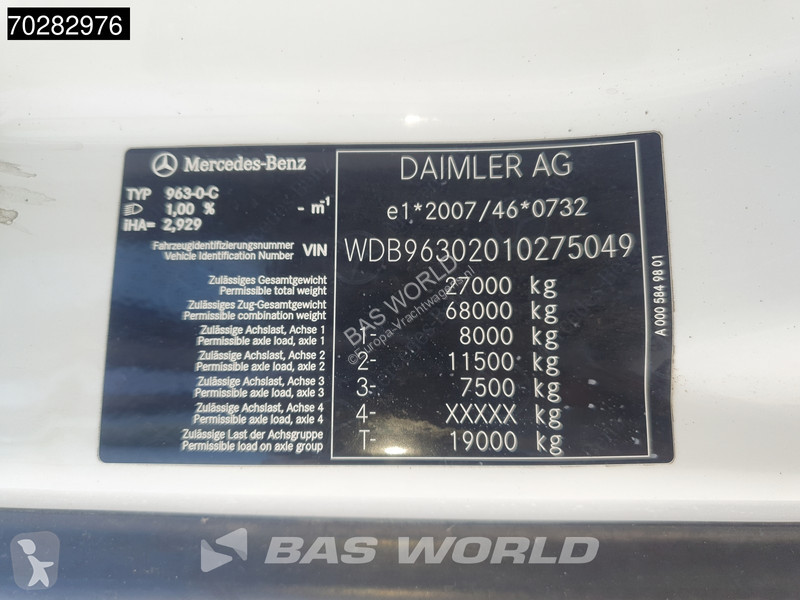 70282976
Mercedes-Benz
TYP 963-0-C
1,00 % - m⁻¹
iHA= 2,929
DAIMLER AG
e1*2007/46*0732
Fahrzeugidentifizierungsnummer
Vehicle Identification Number VIN WDB96302010275049
Zulässiges Gesamtgewicht
Permissible total weight 27000 kg
Zulässiges Zug-Gesamtgewicht
Permissible combination weight 68000 kg
Zulässige Achslast, Achse 1
Permissible axle load, axle 1 1- 8000 kg
Zulässige Achslast, Achse 2
Permissible axle load, axle 2 2- 11500 kg
Zulässige Achslast, Achse 3
Permissible axle load, axle 3 3- 7500 kg
Zulässige Achslast, Achse 4
Permissible axle load, axle 4 4- XXXXX kg
Zulässige Last der Achsgruppe
Permissible load on axle group T- 19000 kg
A 000 584 98 01
BAS WORLD
©Europa-Vrachtwagens.nl
BAS WORLD